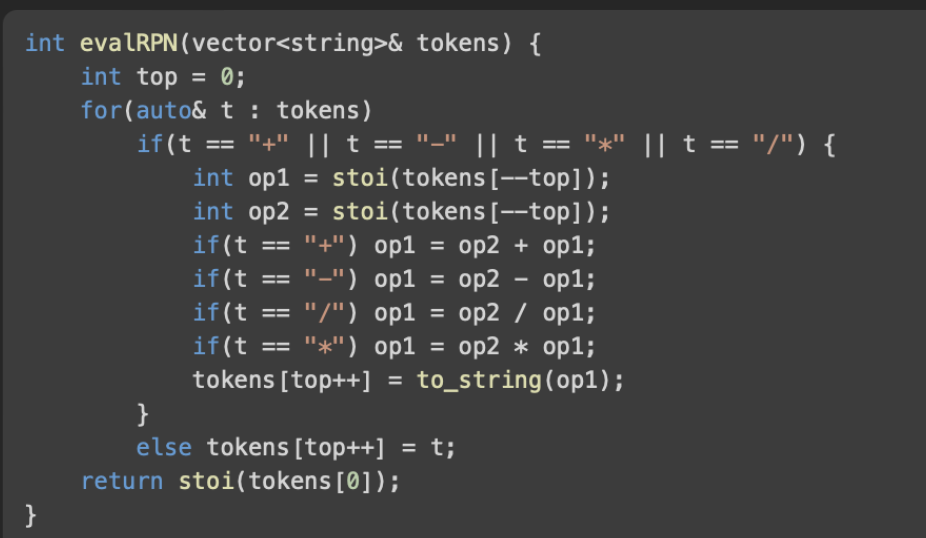 int evalRPN(vector<string>& tokens) {
    int top = 0;
    for(auto& t : tokens)
        if(t == "+" || t == "-" || t == "*" || t == "/") {
            int op1 = stoi(tokens[--top]);
            int op2 = stoi(tokens[--top]);
            if(t == "+") op1 = op2 + op1;
            if(t == "-") op1 = op2 - op1;
            if(t == "/") op1 = op2 / op1;
            if(t == "*") op1 = op2 * op1;
            tokens[top++] = to_string(op1);
        }
        else tokens[top++] = t;
    return stoi(tokens[0]);
}